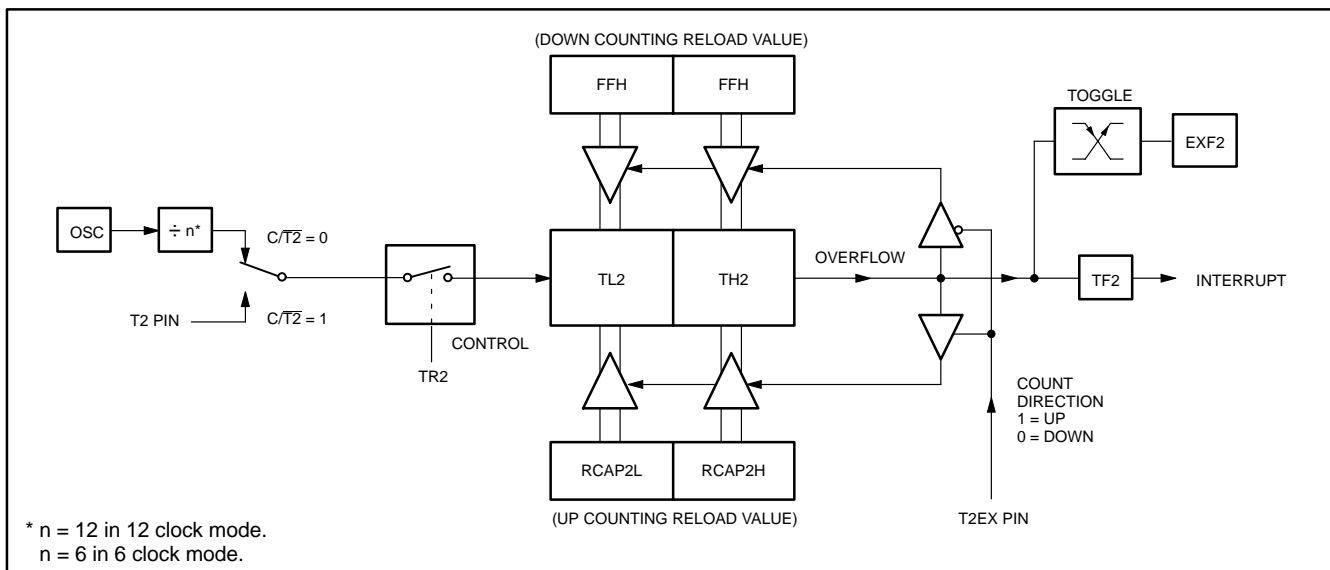 (DOWN COUNTING RELOAD VALUE)
FFH
FFH
TOGGLE
EXF2
OSC
÷ n*
C/T2̅ = 0
OVERFLOW
TL2
TH2
TF2
INTERRUPT
T2 PIN
C/T2̅ = 1
CONTROL
TR2
COUNT
DIRECTION
1 = UP
0 = DOWN
RCAP2L
RCAP2H
(UP COUNTING RELOAD VALUE)
T2EX PIN
* n = 12 in 12 clock mode.
n = 6 in 6 clock mode.